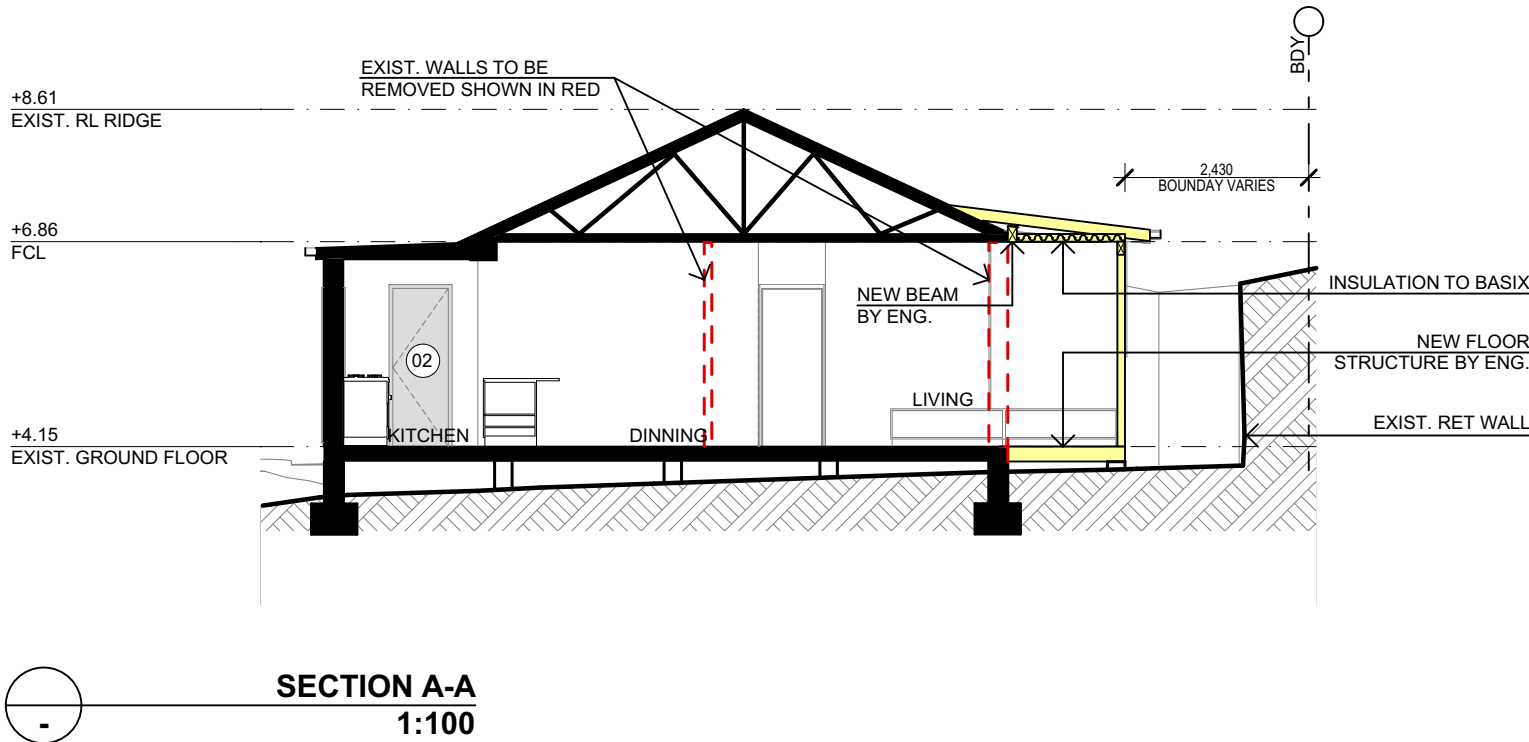 BDY
EXIST. WALLS TO BE
REMOVED SHOWN IN RED
+8.61
EXIST. RL RIDGE
2,430
BOUNDAY VARIES
+6.86
FCL
INSULATION TO BASIX
NEW BEAM
BY ENG.
NEW FLOOR
STRUCTURE BY ENG.
02
LIVING
EXIST. RET WALL
KITCHEN
DINNING
+4.15
EXIST. GROUND FLOOR
SECTION A-A
-
1:100